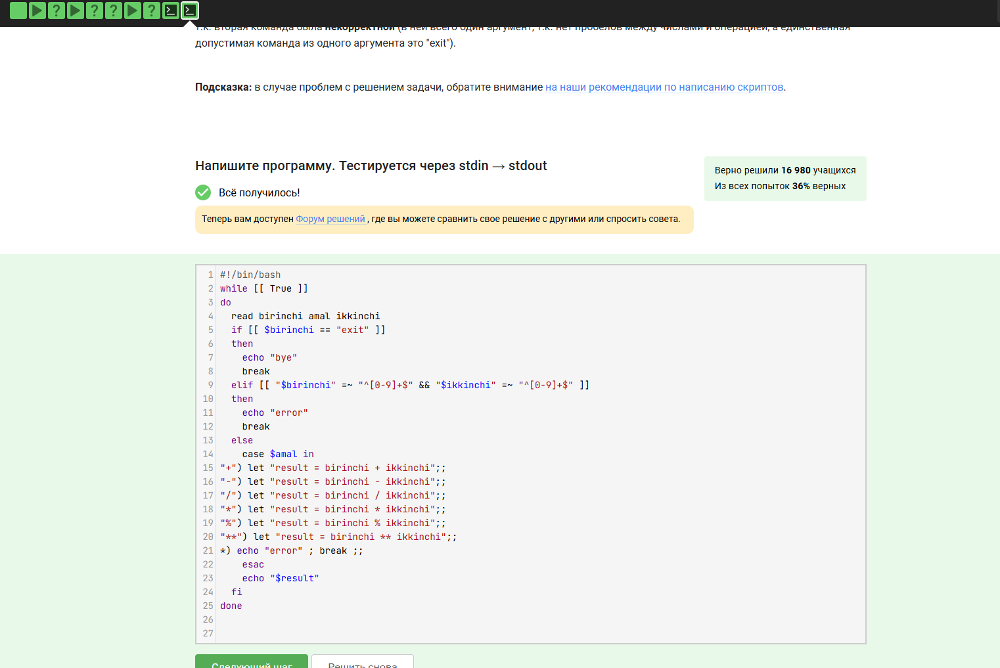 т.к. вторая команда была некорректной (в ней всего один аргумент, т.к. нет пробелов между числами и операцией, а единственная
допустимая команда из одного аргумента это "exit").
Подсказка: в случае проблем с решением задачи, обратите внимание на наши рекомендации по написанию скриптов.
Напишите программу. Тестируется через stdin → stdout
Верно решили 16 980 учащихся
Из всех попыток 36% верных
Всё получилось!
Теперь вам доступен Форум решений , где вы можете сравнить свое решение с другими или спросить совета.
1 #!/bin/bash
2 while [[ True ]]
3 do
4   read birinchi amal ikkinchi
5   if [[ $birinchi == "exit" ]]
6   then
7     echo "bye"
8     break
9   elif [[ "$birinchi" =~ "^[0-9]+$" && "$ikkinchi" =~ "^[0-9]+$" ]]
10   then
11     echo "error"
12     break
13   else
14     case $amal in
15 "+") let "result = birinchi + ikkinchi";;
16 "-") let "result = birinchi - ikkinchi";;
17 "/") let "result = birinchi / ikkinchi";;
18 "*") let "result = birinchi * ikkinchi";;
19 "%") let "result = birinchi % ikkinchi";;
20 "**") let "result = birinchi ** ikkinchi";;
21 *) echo "error" ; break ;;
22     esac
23     echo "$result"
24   fi
25 done
26
27
Следующий шаг
Решить снова